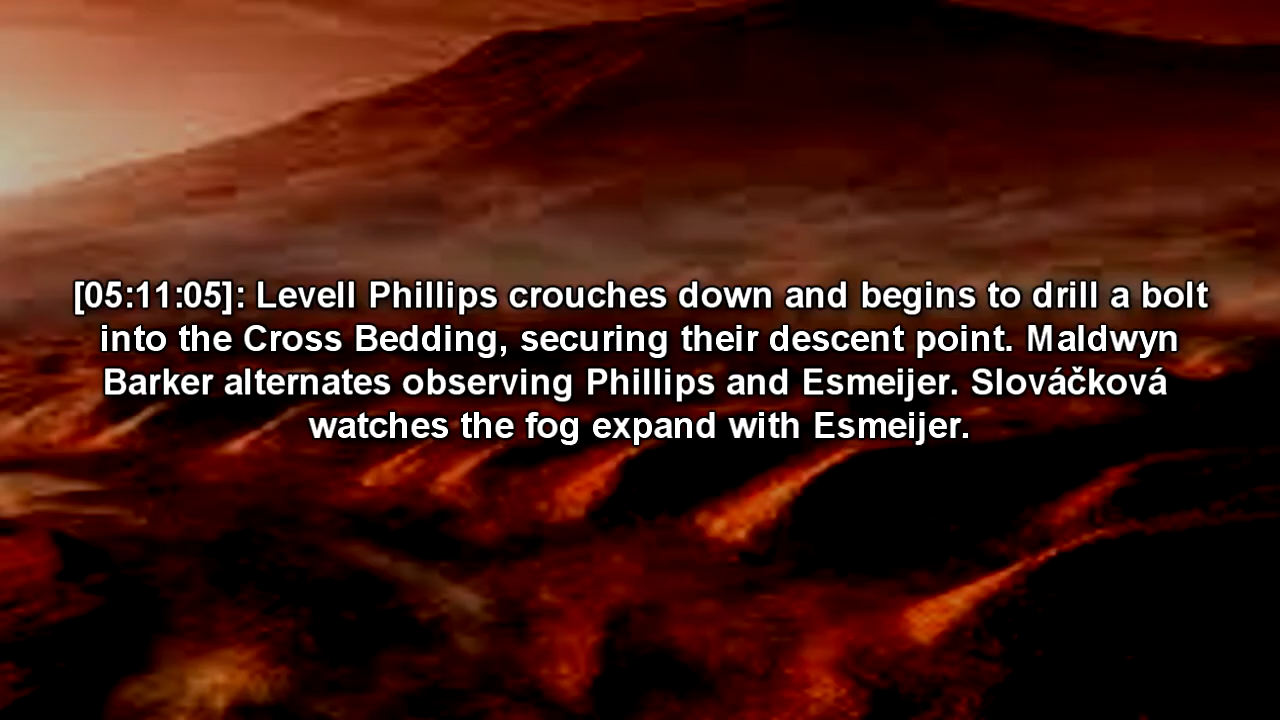 [05:11:05]: Levell Phillips crouches down and begins to drill a bolt
into the Cross Bedding, securing their descent point. Maldwyn
Barker alternates observing Phillips and Esmeijer. Slováčková
watches the fog expand with Esmeijer.